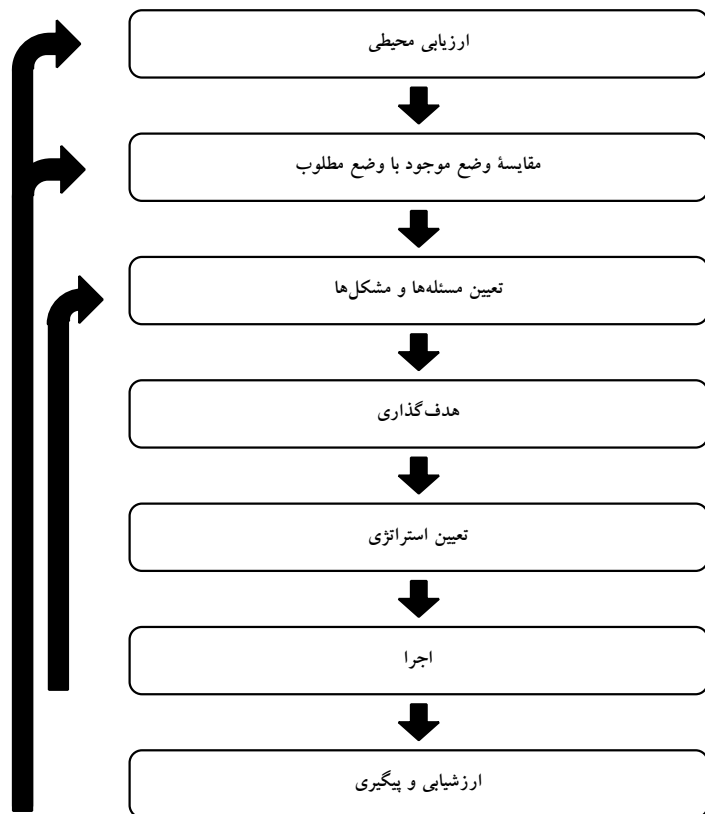 ارزیابی محیطی
مقایسهٔ وضع موجود با وضع مطلوب
تعیین مسئله‌ها و مشکل‌ها
هدف‌گذاری
تعیین استراتژی
اجرا
ارزشیابی و پیگیری